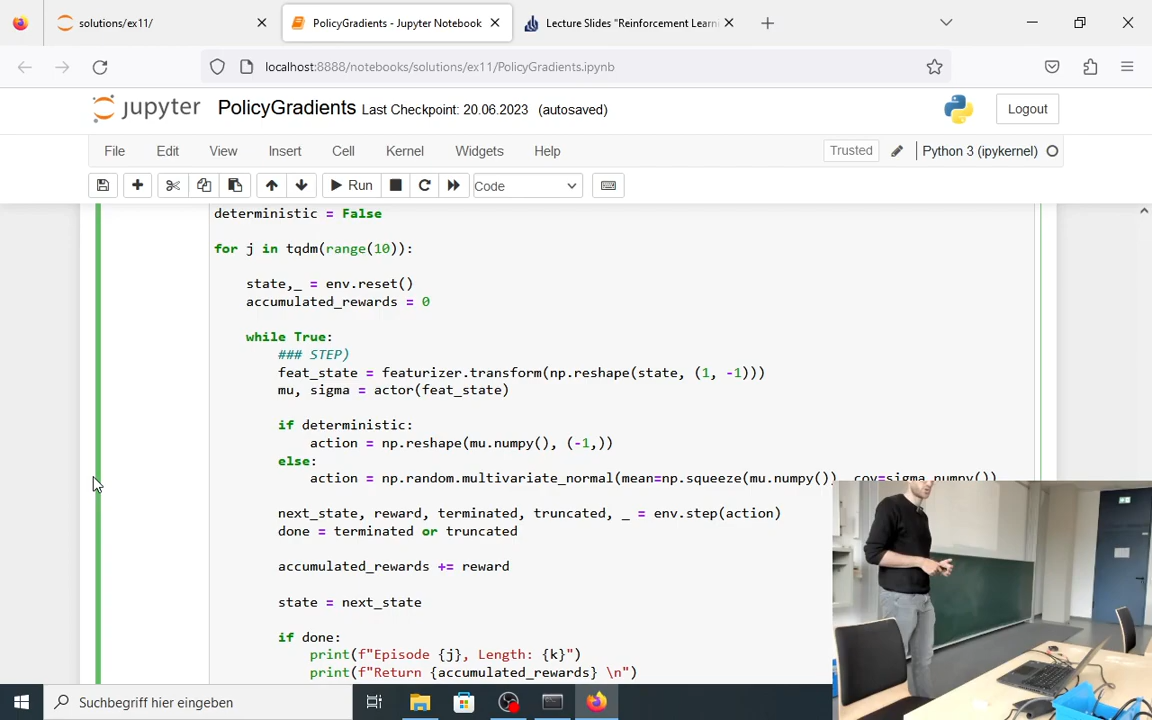 solutions/ex11/
PolicyGradients - Jupyter Notebook
Lecture Slides "Reinforcement Learni
localhost:8888/notebooks/solutions/ex11/PolicyGradients.ipynb
jupyter PolicyGradients Last Checkpoint: 20.06.2023 (autosaved)
Logout
File Edit View Insert Cell Kernel Widgets Help
Trusted
Python 3 (ipykernel)
Run
Code
deterministic = False
for j in tqdm(range(10)):
state,_ = env.reset()
accumulated_rewards = 0
while True:
### STEP)
feat_state = featurizer.transform(np.reshape(state, (1, -1)))
mu, sigma = actor(feat_state)
if deterministic:
action = np.reshape(mu.numpy(), (-1,))
else:
action = np.random.multivariate_normal(mean=np.squeeze(mu.numpy()), cov=sigma.numpy())
next_state, reward, terminated, truncated, _ = env.step(action)
done = terminated or truncated
accumulated_rewards += reward
state = next_state
if done:
print(f"Episode {j}, Length: {k}")
print(f"Return {accumulated_rewards} \n")
Suchbegriff hier eingeben